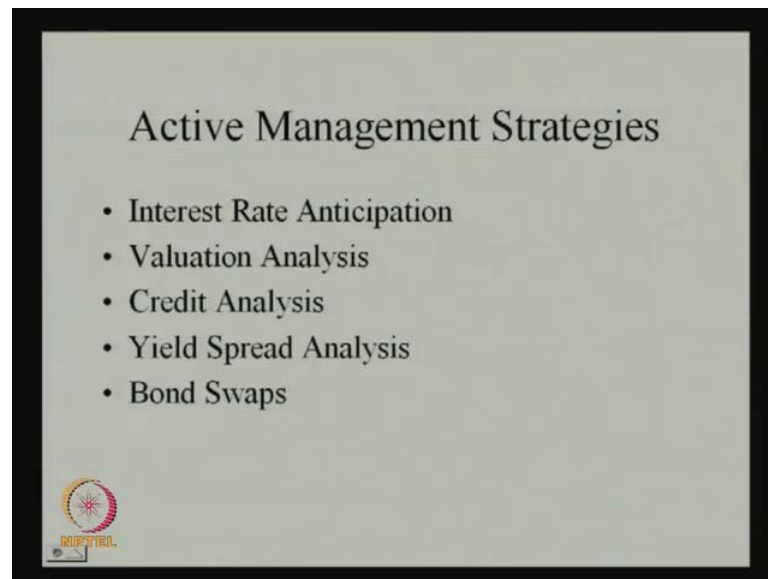 Active Management Strategies
• Interest Rate Anticipation
• Valuation Analysis
• Credit Analysis
• Yield Spread Analysis
• Bond Swaps
NPTEL